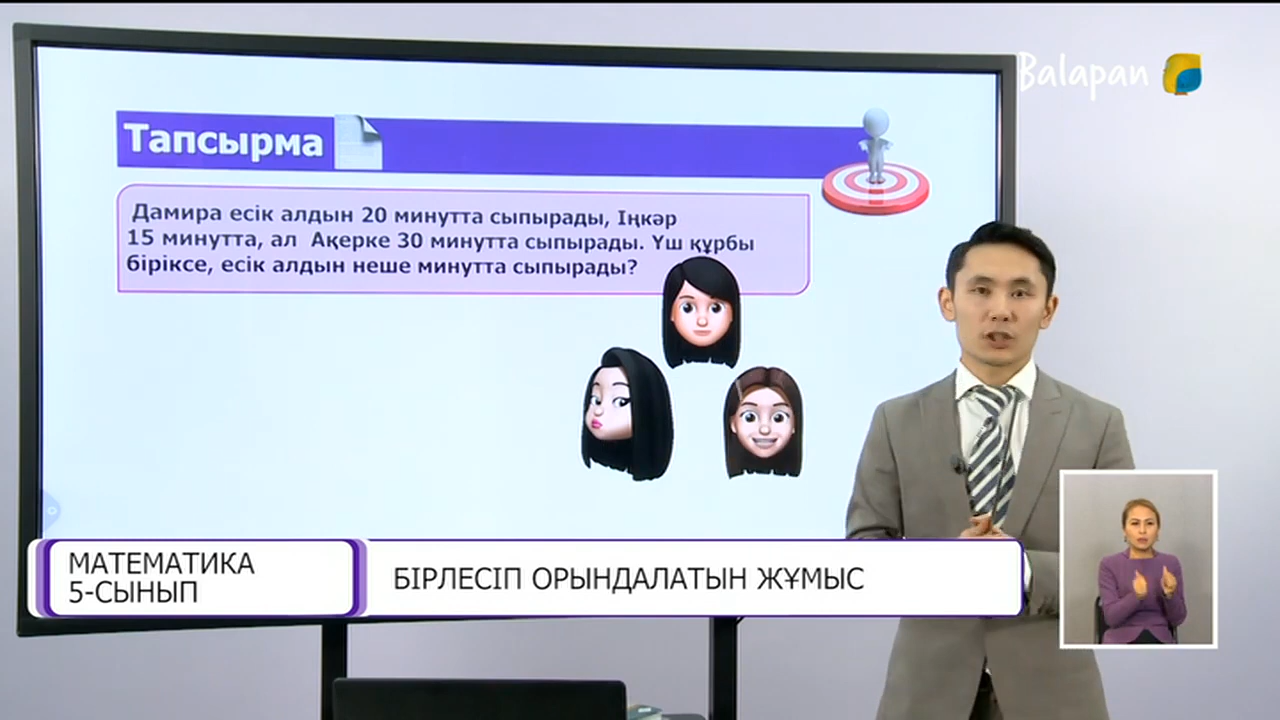 Balapan
Тапсырма
Дамира есік алдын 20 минутта сыпырады, Іңкәр
15 минутта, ал Ақерке 30 минутта сыпырады. Үш құрбы
біріксе, есік алдын неше минутта сыпырады?
МАТЕМАТИКА
5-СЫНЫП
БІРЛЕСІП ОРЫНДАЛАТЫН ЖҰМЫС